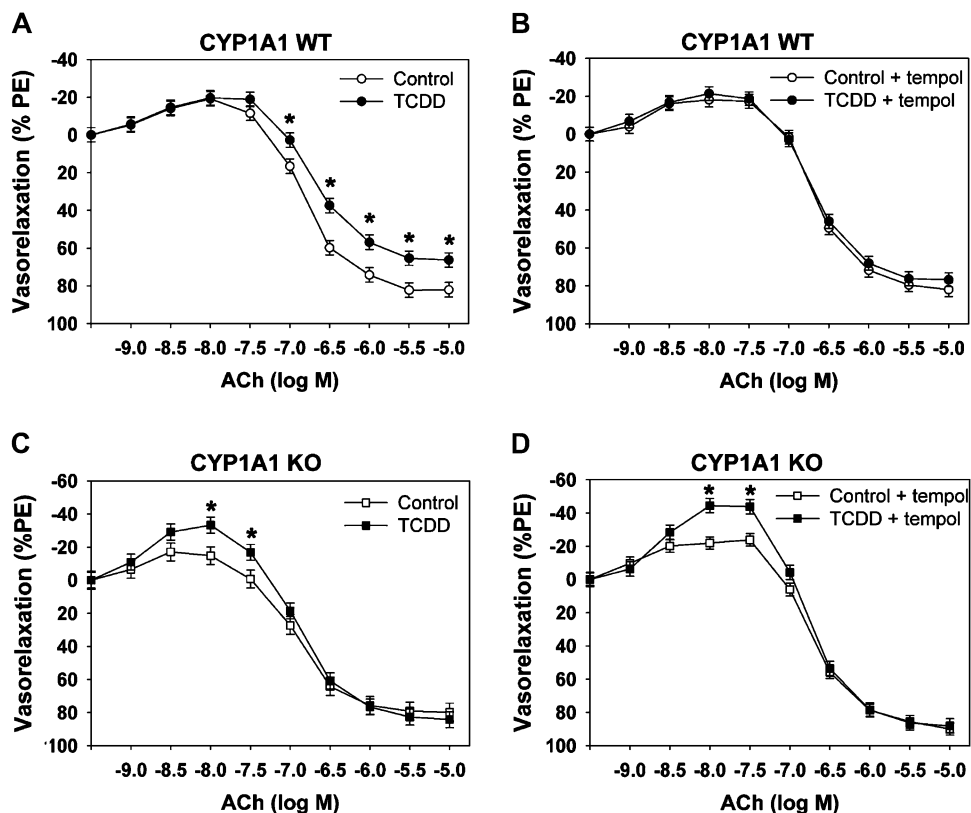 A
CYP1A1 WT
Vasorelaxation (% PE)
-40
-20
0
20
40
60
80
100
Control
TCDD
*
*
*
*
*
-9.0 -8.5 -8.0 -7.5 -7.0 -6.5 -6.0 -5.5 -5.0
ACh (log M)
B
CYP1A1 WT
Vasorelaxation (% PE)
-40
-20
0
20
40
60
80
100
Control + tempol
TCDD + tempol
-9.0 -8.5 -8.0 -7.5 -7.0 -6.5 -6.0 -5.5 -5.0
ACh (log M)
C
CYP1A1 KO
Vasorelaxation (%PE)
-60
-40
-20
0
20
40
60
80
100
Control
TCDD
*
*
-9.0 -8.5 -8.0 -7.5 -7.0 -6.5 -6.0 -5.5 -5.0
ACh (log M)
D
CYP1A1 KO
Vasorelaxation (%PE)
-60
-40
-20
0
20
40
60
80
100
Control + tempol
TCDD + tempol
*
*
-9.0 -8.5 -8.0 -7.5 -7.0 -6.5 -6.0 -5.5 -5.0
ACh (log M)